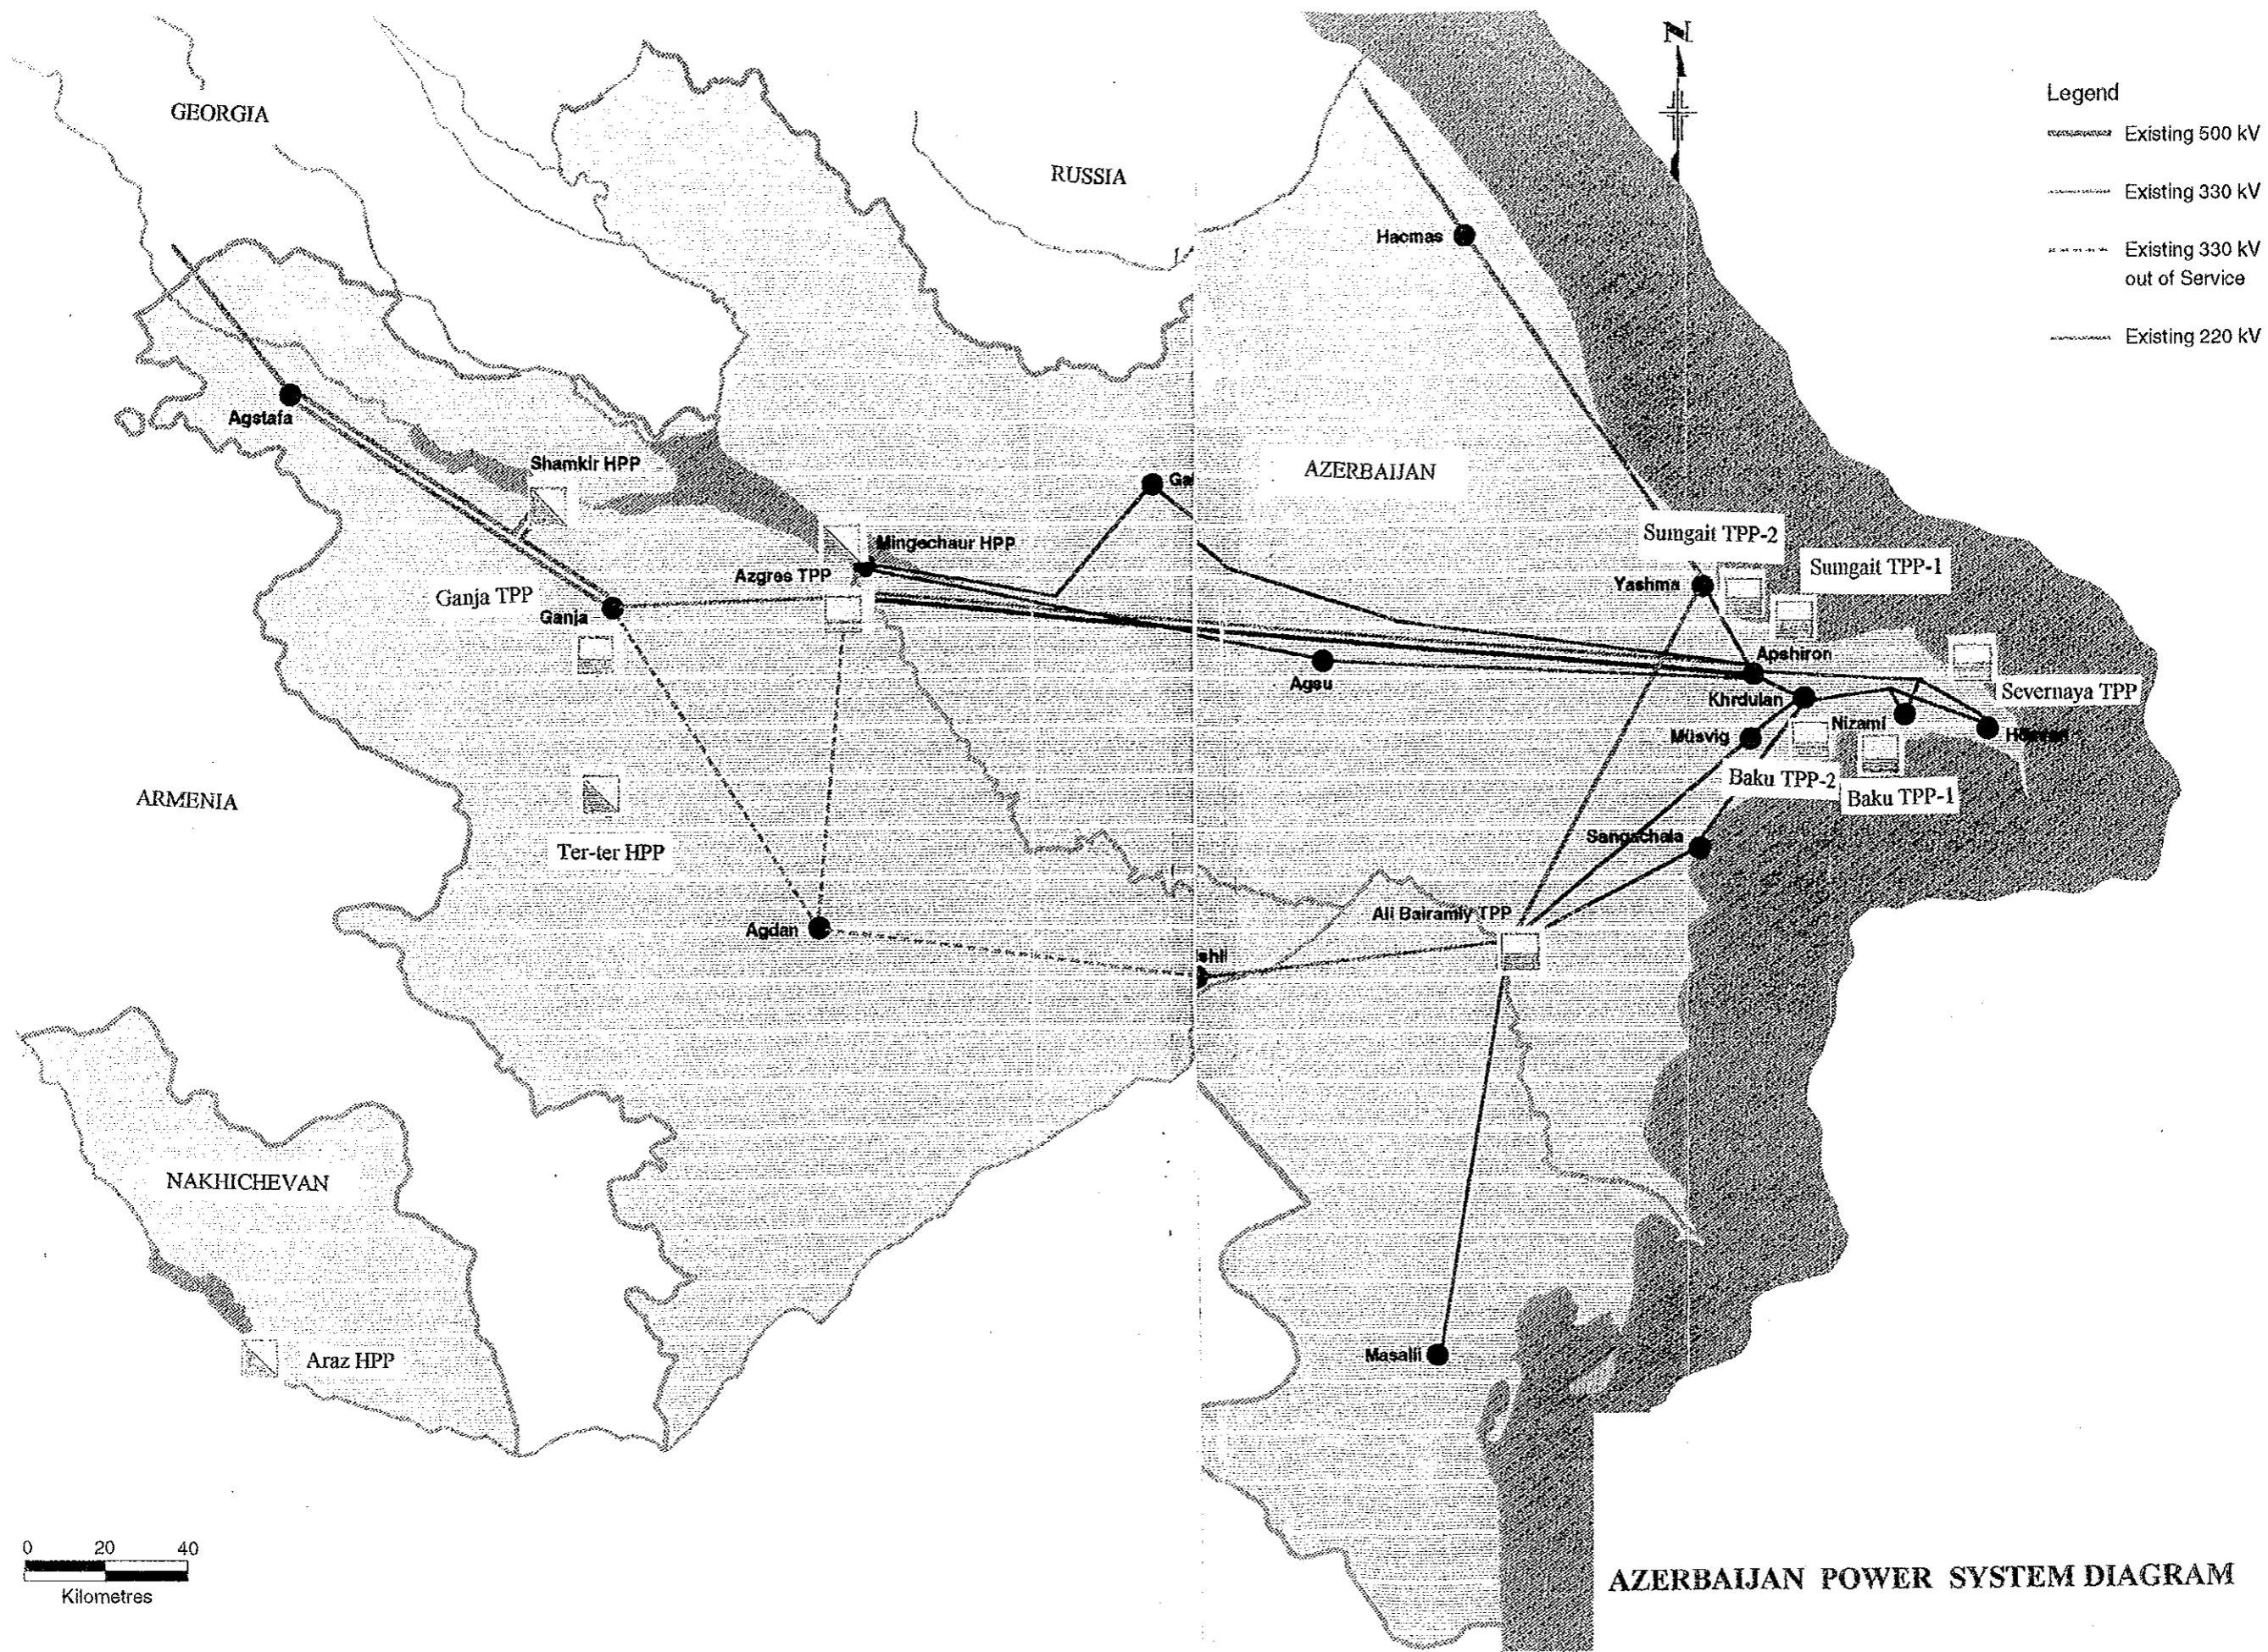 GEORGIA
RUSSIA
N
Legend
Existing 500 kV
Existing 330 kV
Existing 330 kV
out of Service
Existing 220 kV
Hacmas
Agstafa
Shamkir HPP
AZERBAIJAN
Mingechaur HPP
Azgres TPP
Ganja TPP
Ganja
Sumgait TPP-2
Sumgait TPP-1
Yashma
Apshiron
Agsu
Khrdulan
Severnaya TPP
Müsvig
Nizami
Baku TPP-2
Baku TPP-1
ARMENIA
Ter-ter HPP
Sangachala
Agdan
Ali Bairamly TPP
shli
NAKHICHEVAN
Araz HPP
Masalli
0 20 40
Kilometres
AZERBAIJAN POWER SYSTEM DIAGRAM